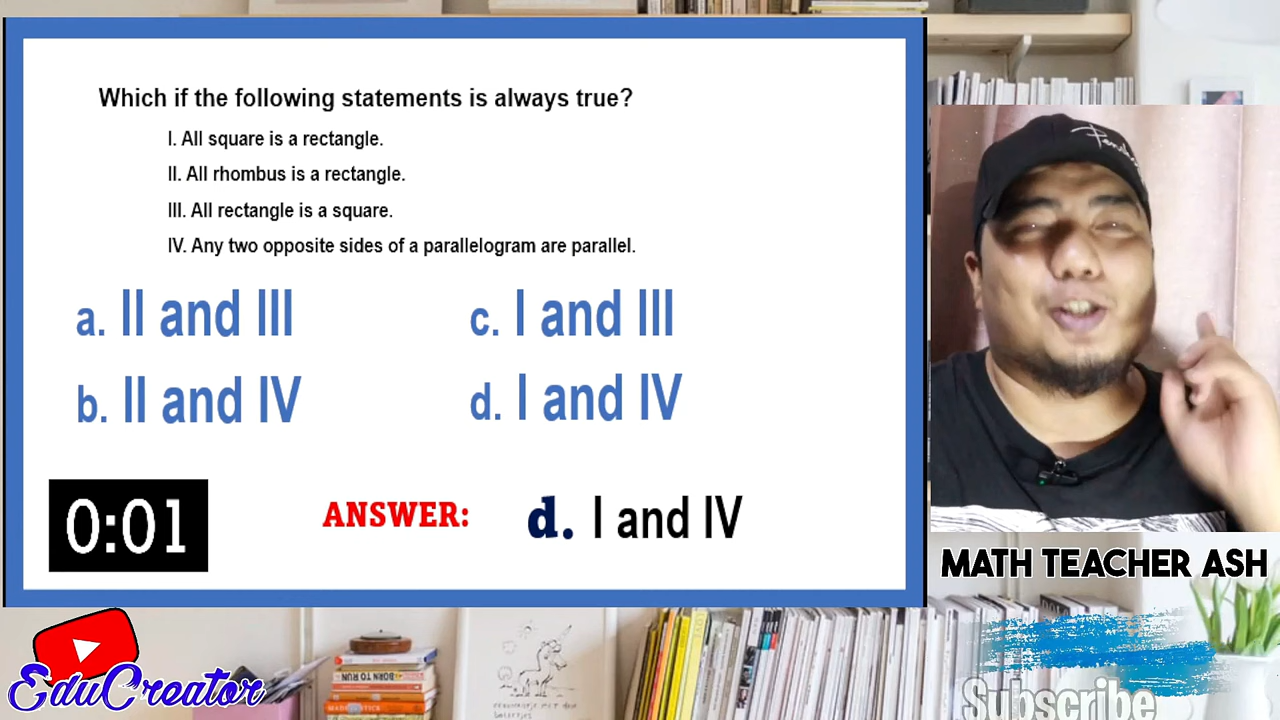 Which if the following statements is always true?
I. All square is a rectangle.
II. All rhombus is a rectangle.
III. All rectangle is a square.
IV. Any two opposite sides of a parallelogram are parallel.
a. II and III
c. I and III
b. II and IV
d. I and IV
0:01
ANSWER: d. I and IV
MATH TEACHER ASH
EduCreator
BORN TO RUN
Subscribe